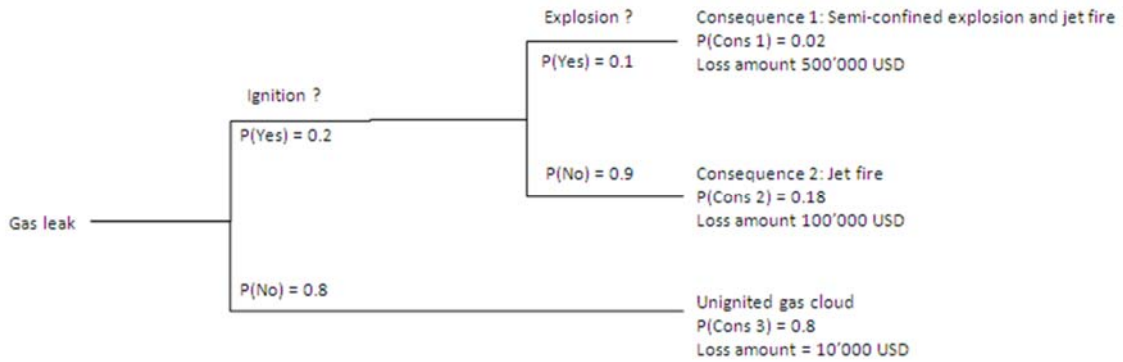 Explosion ?
Consequence 1: Semi-confined explosion and jet fire
P(Cons 1) = 0.02
P(Yes) = 0.1
Loss amount 500'000 USD
Ignition ?
P(Yes) = 0.2
P(No) = 0.9
Consequence 2: Jet fire
P(Cons 2) = 0.18
Loss amount 100'000 USD
Gas leak
P(No) = 0.8
Unignited gas cloud
P(Cons 3) = 0.8
Loss amount = 10'000 USD